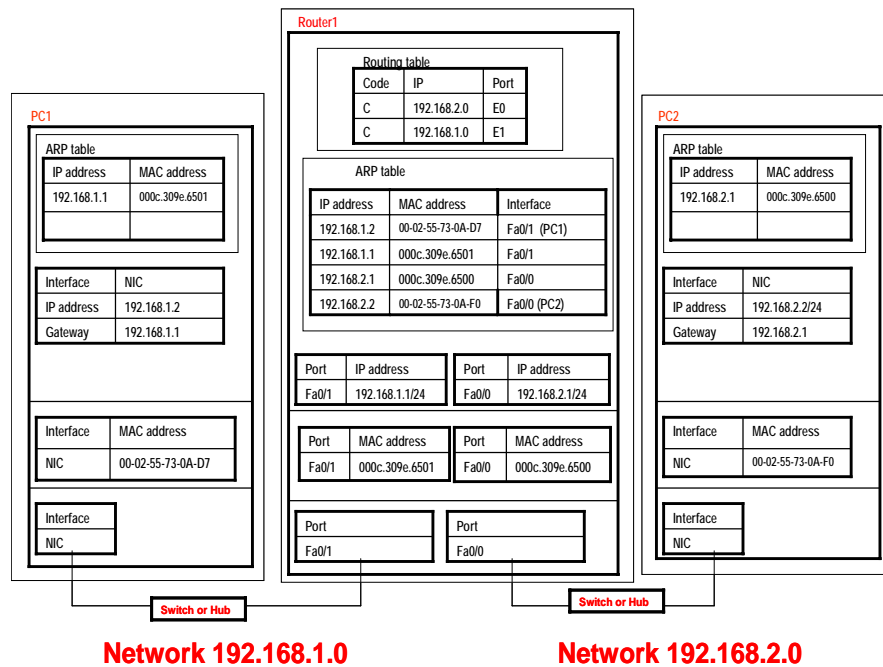 Router1
Routing table
Code IP Port
C 192.168.2.0 E0
C 192.168.1.0 E1
ARP table
IP address MAC address Interface
192.168.1.2 00-02-55-73-0A-D7 Fa0/1 (PC1)
192.168.1.1 000c.309e.6501 Fa0/1
192.168.2.1 000c.309e.6500 Fa0/0
192.168.2.2 00-02-55-73-0A-F0 Fa0/0 (PC2)
Port IP address Port IP address
Fa0/1 192.168.1.1/24 Fa0/0 192.168.2.1/24
Port MAC address Port MAC address
Fa0/1 000c.309e.6501 Fa0/0 000c.309e.6500
Port Port
Fa0/1 Fa0/0
PC1
ARP table
IP address MAC address
192.168.1.1 000c.309e.6501
Interface NIC
IP address 192.168.1.2
Gateway 192.168.1.1
Interface MAC address
NIC 00-02-55-73-0A-D7
Interface
NIC
PC2
ARP table
IP address MAC address
192.168.2.1 000c.309e.6500
Interface NIC
IP address 192.168.2.2/24
Gateway 192.168.2.1
Interface MAC address
NIC 00-02-55-73-0A-F0
Interface
NIC
Switch or Hub
Switch or Hub
Network 192.168.1.0
Network 192.168.2.0